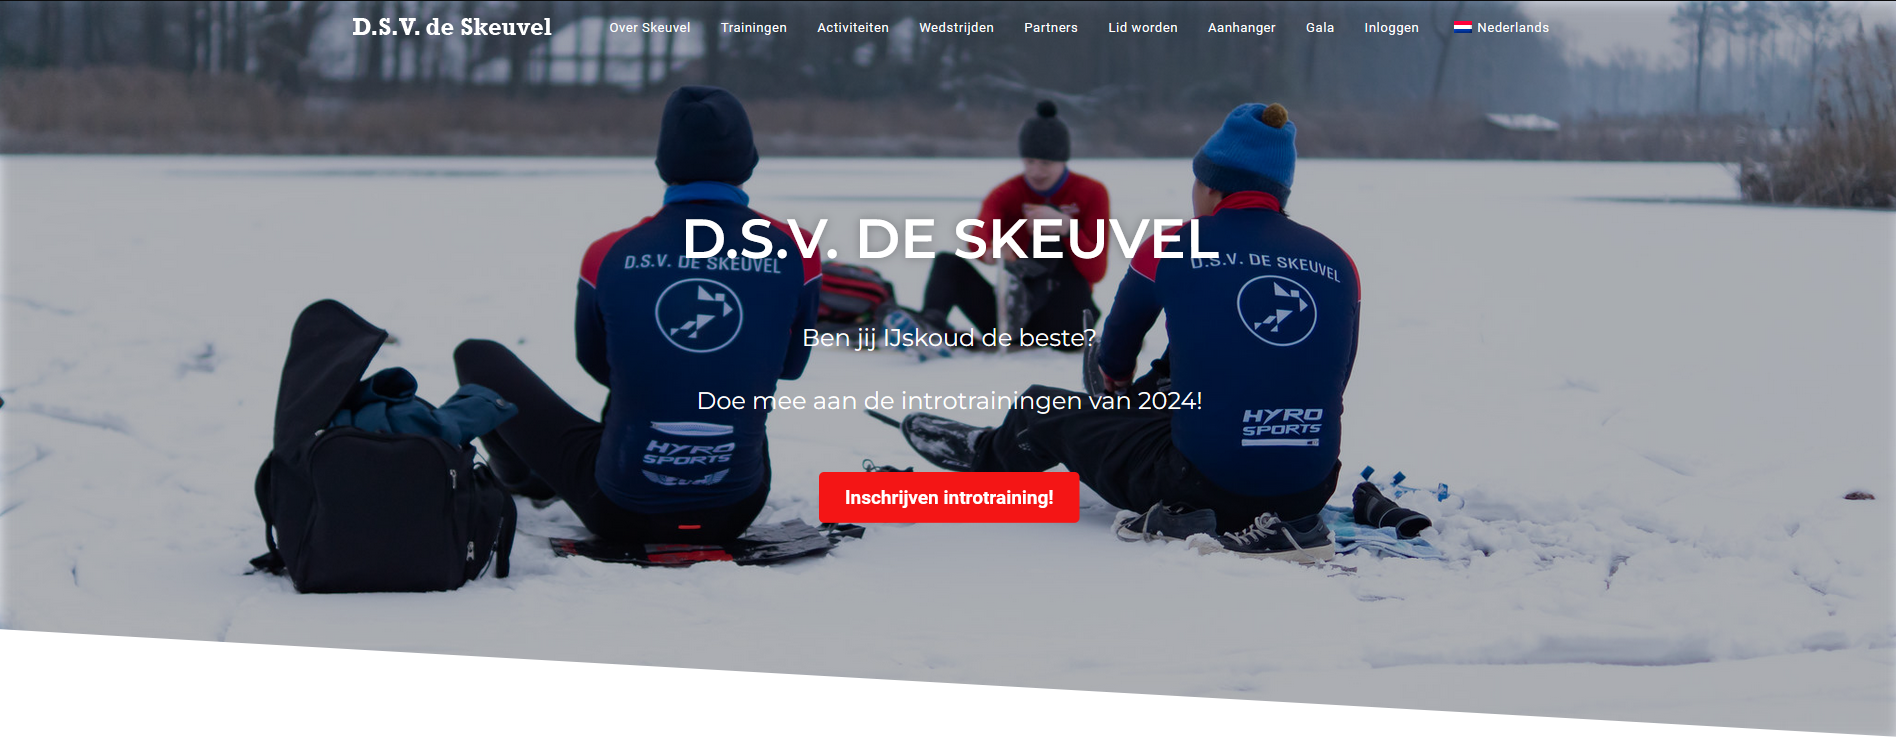 D.S.V. de Skeuvel
Over Skeuvel
Trainingen
Activiteiten
Wedstrijden
Partners
Lid worden
Aanhanger
Gala
Inloggen
Nederlands
D.S.V. DE SKEUVEL
D.S.V. DE SKEUVEL
D.S.V. DE SKEUVEL
Ben jij IJskoud de beste?
Doe mee aan de introtrainingen van 2024!
HYRO
SPORTS
HYRO
SPORTS
Inschrijven introtraining!